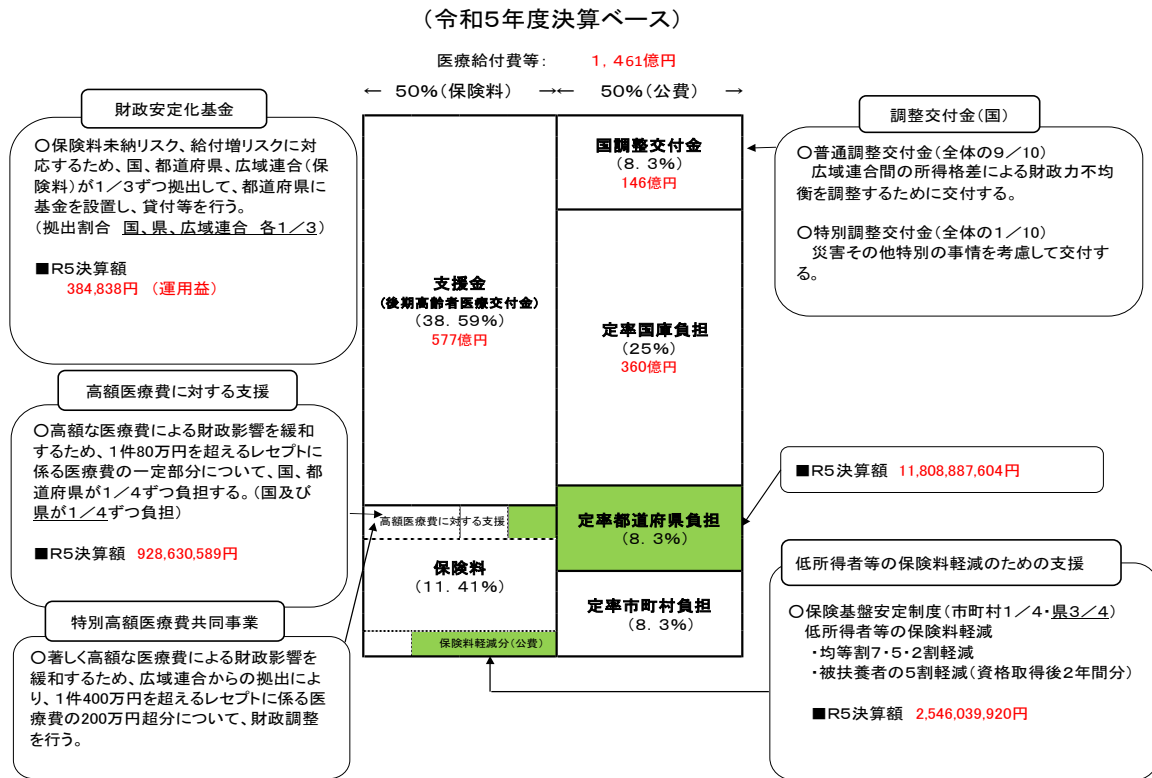 (令和5年度決算ベース)
医療給付費等: 1,461億円
← 50%(保険料) →← 50%(公費) →
財政安定化基金
○保険料未納リスク、給付増リスクに対
応するため、国、都道府県、広域連合(保
険料)が1/3ずつ拠出して、都道府県に
基金を設置し、貸付等を行う。
(拠出割合 国、県、広域連合 各1/3)
■R5決算額
384,838円 (運用益)
高額医療費に対する支援
○高額な医療費による財政影響を緩和
するため、1件80万円を超えるレセプトに
係る医療費の一定部分について、国、都
道府県が1/4ずつ負担する。(国及び
県が1/4ずつ負担)
■R5決算額 928,630,589円
特別高額医療費共同事業
○著しく高額な医療費による財政影響を
緩和するため、広域連合からの拠出によ
り、1件400万円を超えるレセプトに係る医
療費の200万円超分について、財政調整
を行う。
支援金
(後期高齢者医療交付金)
(38.59%)
577億円
高額医療費に対する支援
保険料
(11.41%)
保険料軽減分(公費)
国調整交付金
(8.3%)
146億円
定率国庫負担
(25%)
360億円
定率都道府県負担
(8.3%)
定率市町村負担
(8.3%)
調整交付金(国)
○普通調整交付金(全体の9/10)
広域連合間の所得格差による財政力不均
衡を調整するために交付する。
○特別調整交付金(全体の1/10)
災害その他特別の事情を考慮して交付す
る。
■R5決算額 11,808,887,604円
低所得者等の保険料軽減のための支援
○保険基盤安定制度(市町村1/4・県3/4)
低所得者等の保険料軽減
・均等割7・5・2割軽減
・被扶養者の5割軽減(資格取得後2年間分)
■R5決算額 2,546,039,920円